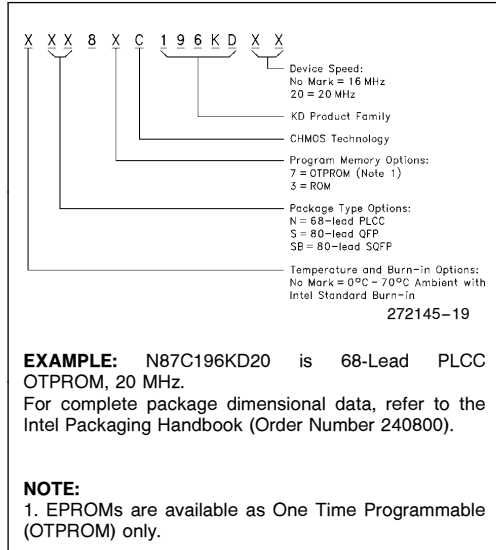 X XX 8 X C 196KD XX
Device Speed:
No Mark = 16 MHz
20 = 20 MHz
KD Product Family
CHMOS Technology
Program Memory Options:
7 = OTPROM (Note 1)
3 = ROM
Package Type Options:
N = 68-lead PLCC
S = 80-lead QFP
SB = 80-lead SQFP
Temperature and Burn-in Options:
No Mark = 0°C - 70°C Ambient with
Intel Standard Burn-in
272145-19
EXAMPLE: N87C196KD20 is 68-Lead PLCC
OTPROM, 20 MHz.
For complete package dimensional data, refer to the
Intel Packaging Handbook (Order Number 240800).
NOTE:
1. EPROMs are available as One Time Programmable
(OTPROM) only.